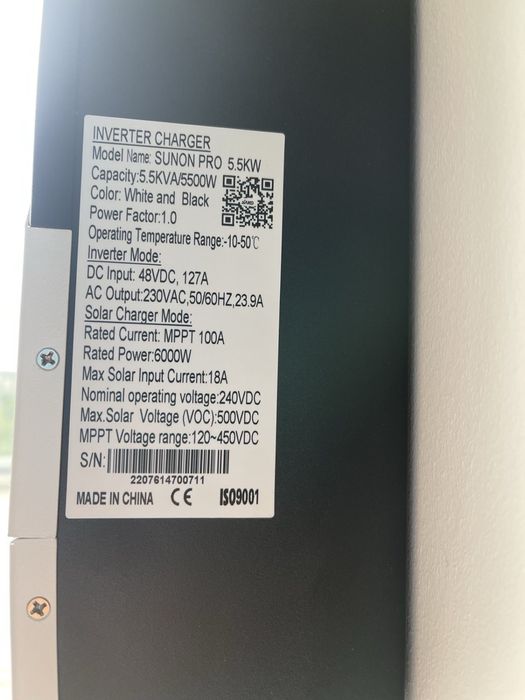 INVERTER CHARGER
Model Name: SUNON PRO 5.5KW
Capacity:5.5KVA/5500W
Color: White and Black
Power Factor:1.0
Operating Temperature Range:-10-50℃
Inverter Mode:
DC Input: 48VDC, 127A
AC Output:230VAC,50/60HZ,23.9A
Solar Charger Mode:
Rated Current: MPPT 100A
Rated Power:6000W
Max Solar Input Current:18A
Nominal operating voltage:240VDC
Max.Solar Voltage (VOC):500VDC
MPPT Voltage range:120~450VDC
S/N:
2207614700711
MADE IN CHINA CE ISO9001